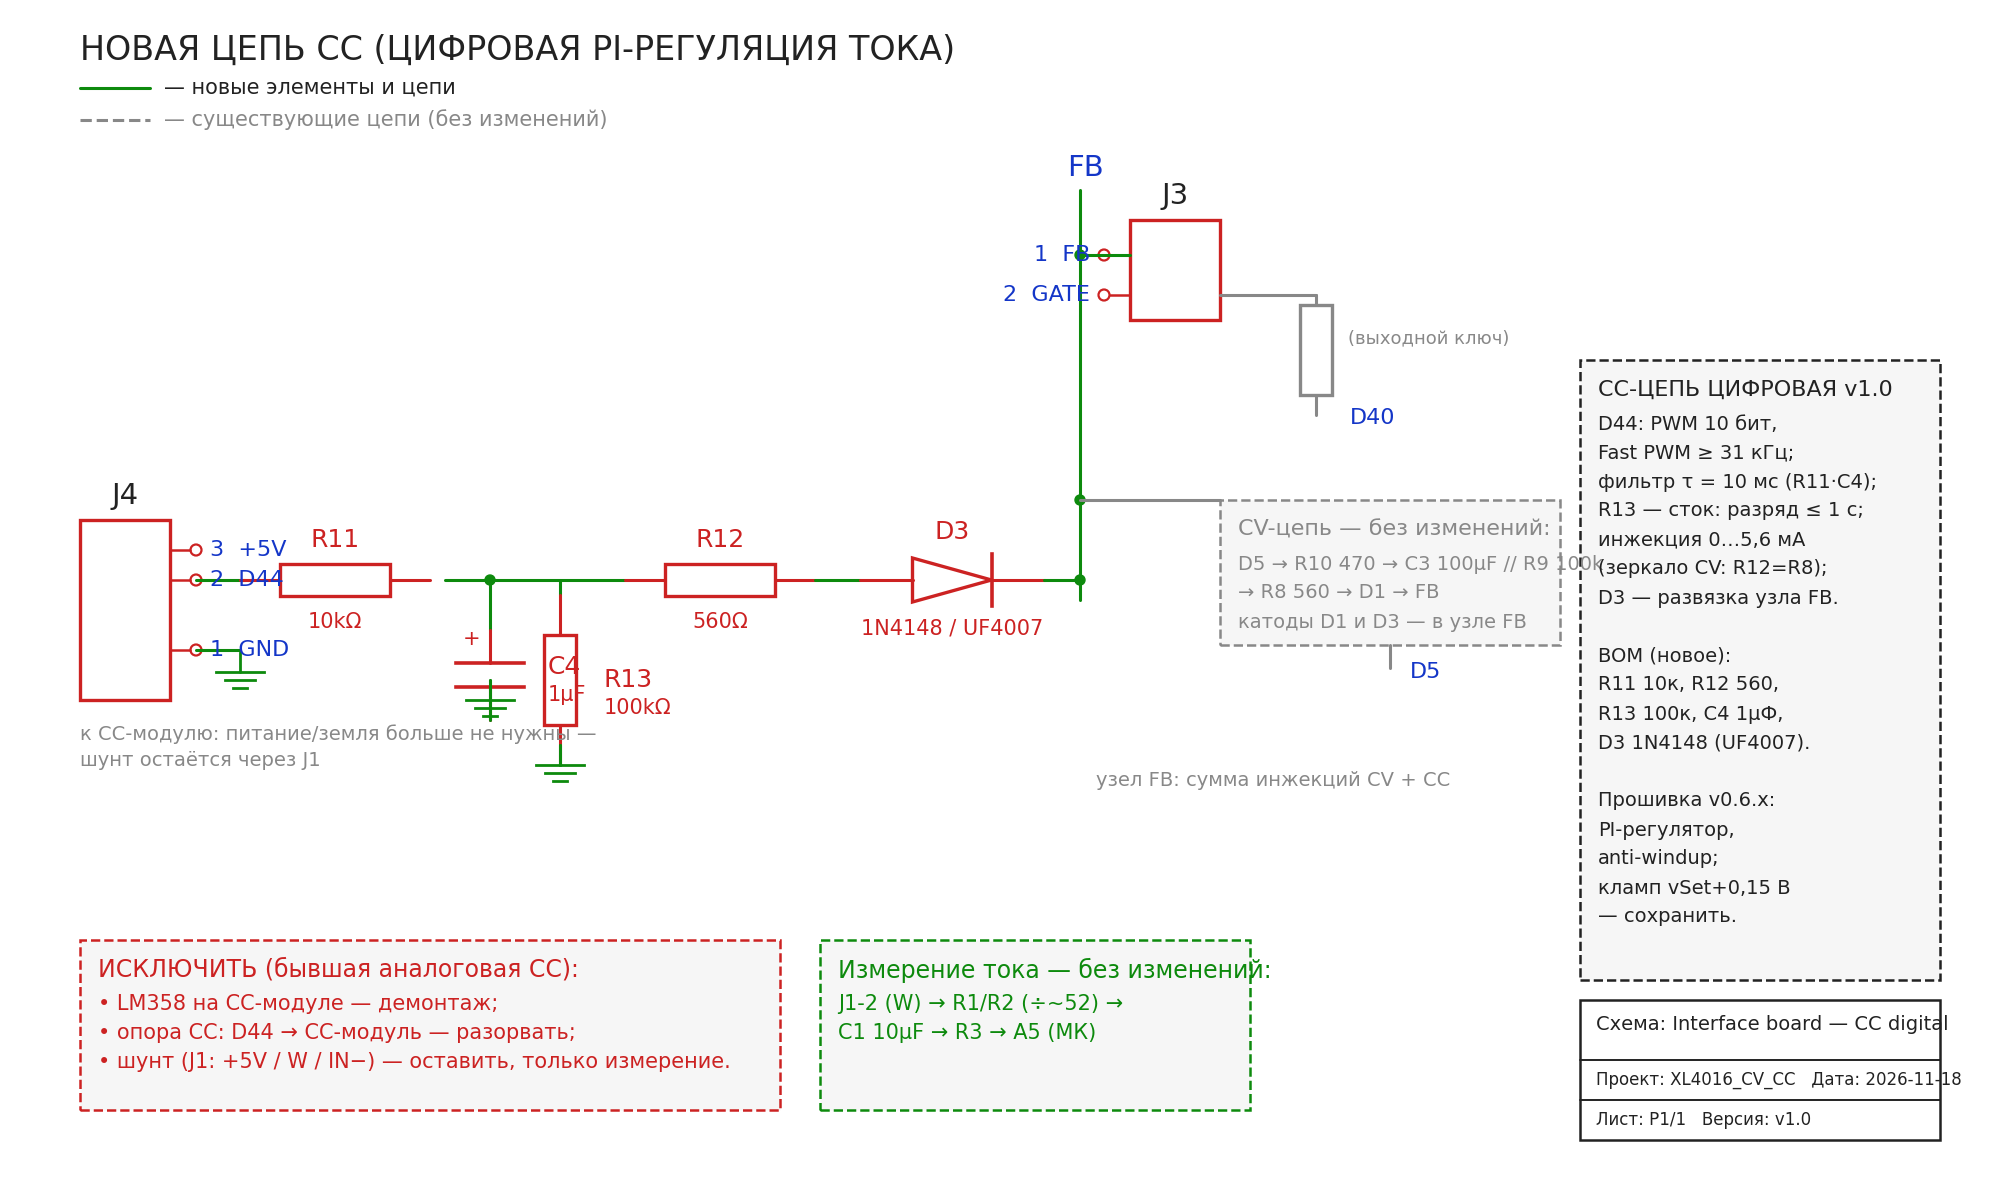 НОВАЯ ЦЕПЬ CC (ЦИФРОВАЯ PI-РЕГУЛЯЦИЯ ТОКА)
— новые элементы и цепи
— существующие цепи (без изменений)
FB
J3
1 FB
2 GATE
(выходной ключ)
D40
J4
3 +5V
2 D44
1 GND
R11
10kΩ
R12
560Ω
D3
1N4148 / UF4007
+
C4
1µF
R13
100kΩ
к CC-модулю: питание/земля больше не нужны —
шунт остаётся через J1
CV-цепь — без изменений:
D5 → R10 470 → C3 100µF // R9 100k
→ R8 560 → D1 → FB
катоды D1 и D3 — в узле FB
D5
узел FB: сумма инжекций CV + CC
CC-ЦЕПЬ ЦИФРОВАЯ v1.0
D44: PWM 10 бит,
Fast PWM ≥ 31 кГц;
фильтр τ = 10 мс (R11·C4);
R13 — сток: разряд ≤ 1 с;
инжекция 0…5,6 мА
(зеркало CV: R12=R8);
D3 — развязка узла FB.
BOM (новое):
R11 10к, R12 560,
R13 100к, C4 1µФ,
D3 1N4148 (UF4007).
Прошивка v0.6.x:
PI-регулятор,
anti-windup;
кламп vSet+0,15 В
— сохранить.
ИСКЛЮЧИТЬ (бывшая аналоговая CC):
• LM358 на CC-модуле — демонтаж;
• опора CC: D44 → CC-модуль — разорвать;
• шунт (J1: +5V / W / IN−) — оставить, только измерение.
Измерение тока — без изменений:
J1-2 (W) → R1/R2 (÷~52) →
C1 10µF → R3 → A5 (МК)
Схема: Interface board — CC digital
Проект: XL4016_CV_CC Дата: 2026-11-18
Лист: P1/1 Версия: v1.0